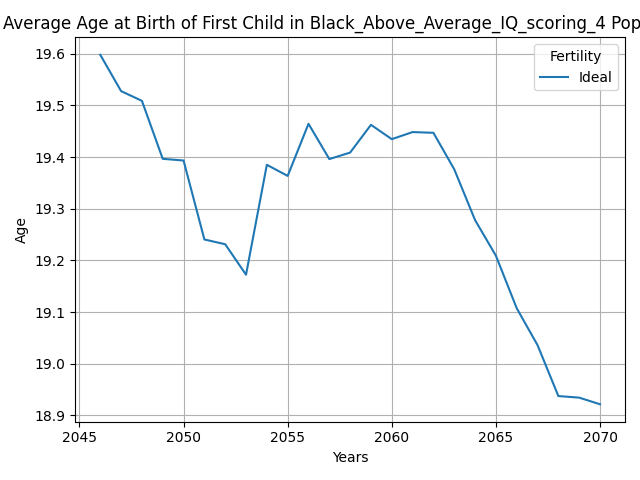 Average Age at Birth of First Child in Black_Above_Average_IQ_scoring_4 Pop
Fertility
Ideal
19.6
19.5
19.4
19.3
19.2
19.1
19.0
18.9
Age
2045 2050 2055 2060 2065 2070
Years